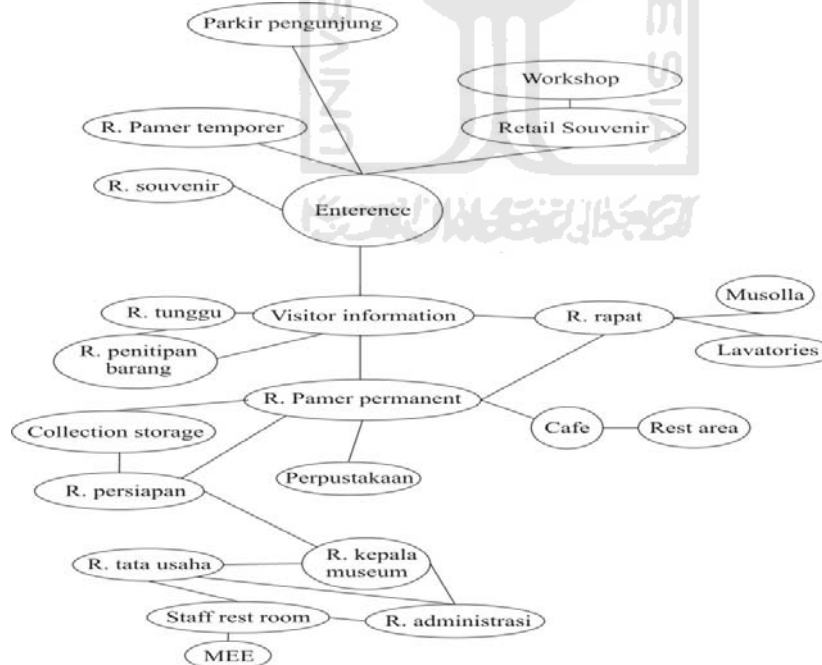 Parkir pengunjung
Workshop
R. Pamer temporer
Retail Souvenir
R. souvenir
Enterence
Musolla
R. tunggu
Visitor information
R. rapat
R. penitipan
barang
Lavatories
R. Pamer permanent
Collection storage
Cafe
Rest area
Perpustakaan
R. persiapan
R. kepala
museum
R. tata usaha
Staff rest room
R. administrasi
MEE